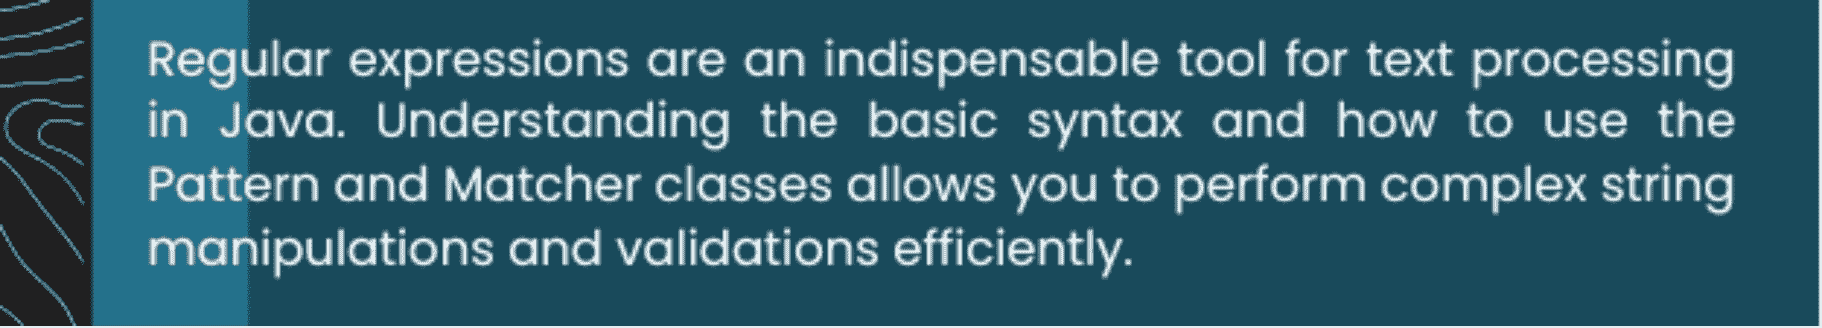 Regular expressions are an indispensable tool for text processing
in Java. Understanding the basic syntax and how to use the
Pattern and Matcher classes allows you to perform complex string
manipulations and validations efficiently.